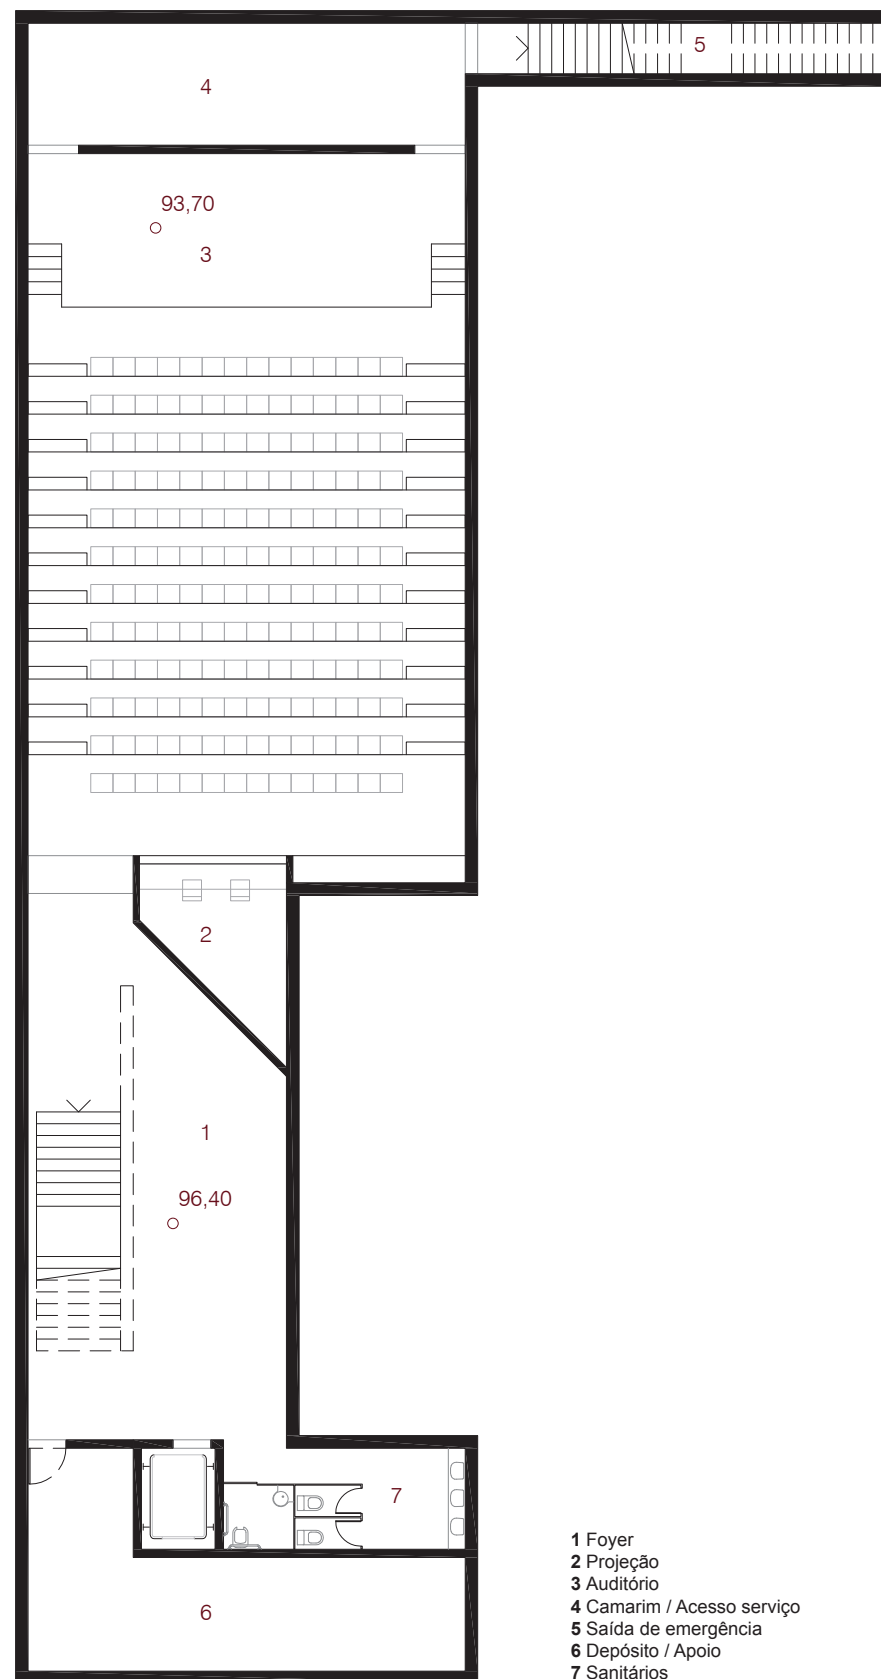 5
4
93,70
3
2
1
96,40
7
6
1 Foyer
2 Projeção
3 Auditório
4 Camarim / Acesso serviço
5 Saída de emergência
6 Depósito / Apoio
7 Sanitários